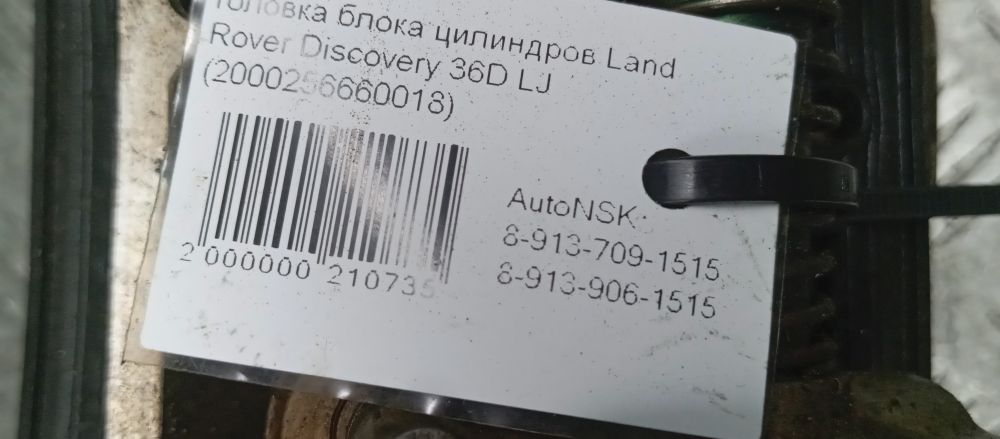 Головка блока цилиндров Land
Rover Discovery 36D LJ
(2000256660018)
AutoNSK
8-913-709-1515
8-913-906-1515
2 000000 210735